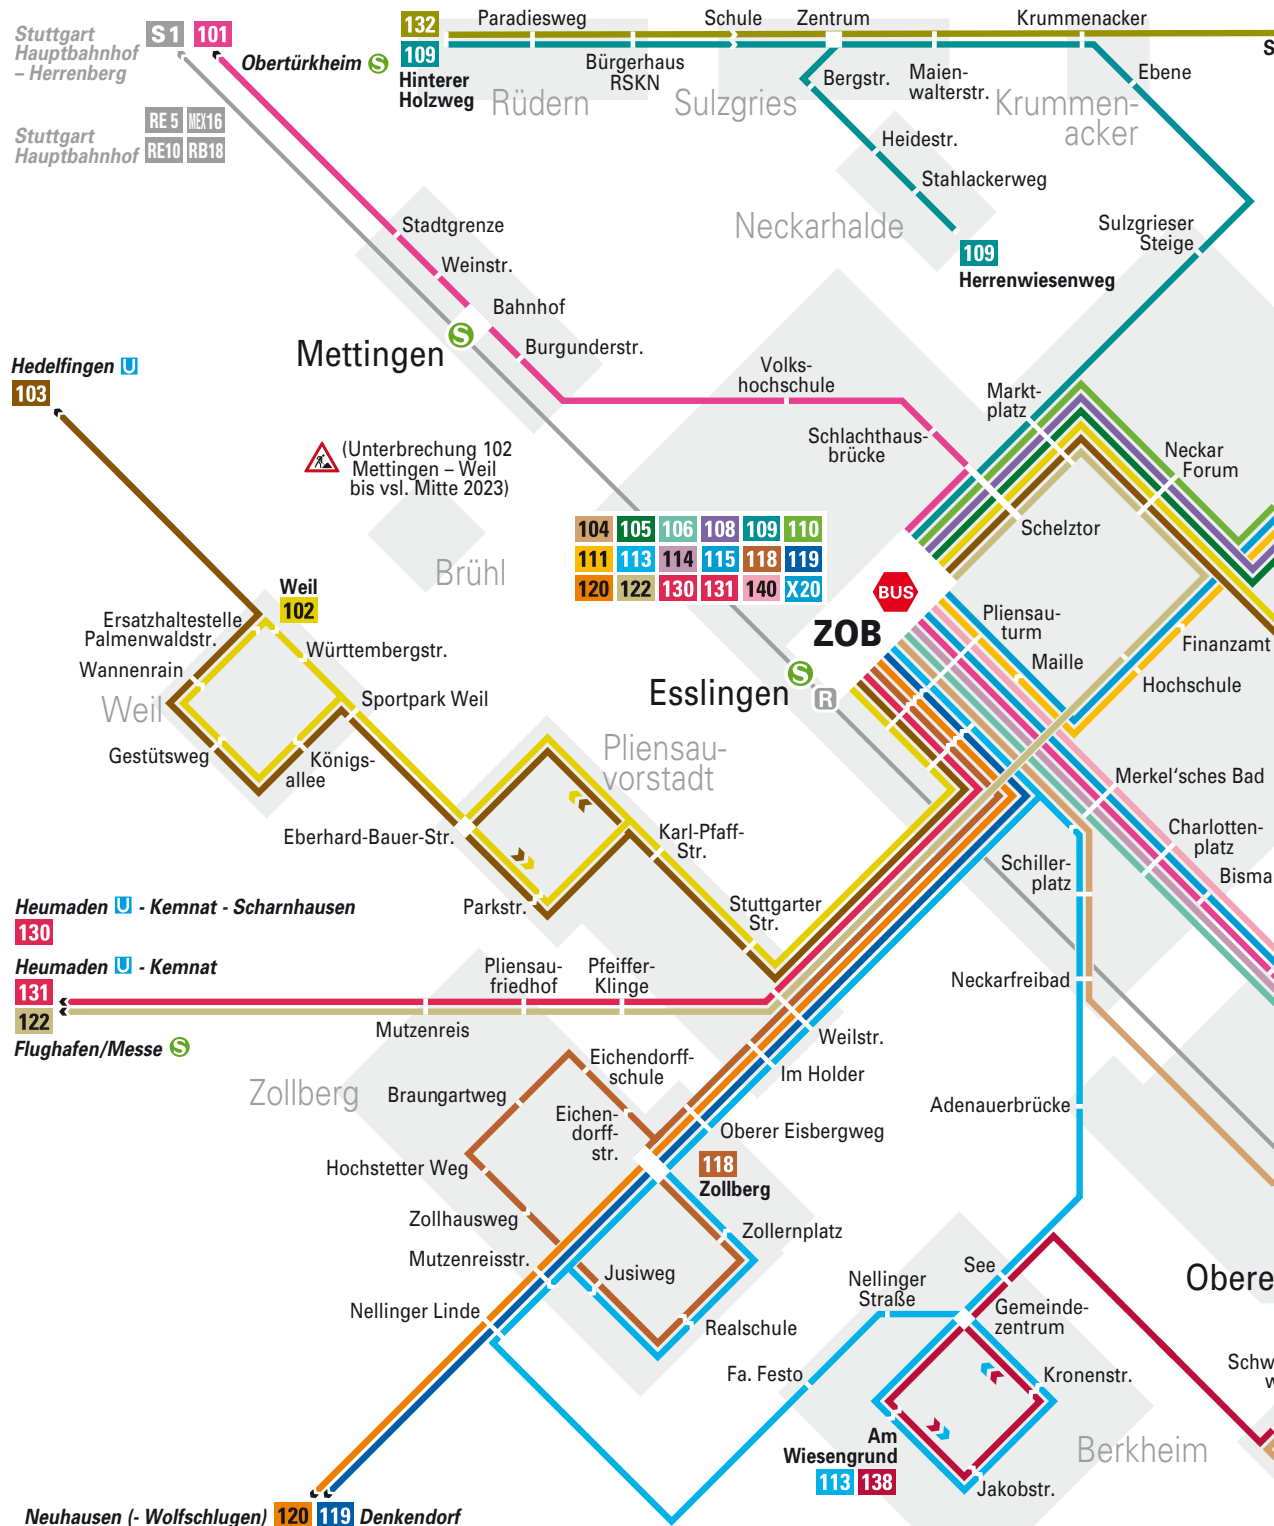 Stuttgart
Hauptbahnhof
– Herrenberg
S 1
101
Obertürkheim S
Stuttgart
Hauptbahnhof
RE 5 MEX16
RE10 RB18
132
109
Hinterer
Holzweg
Paradiesweg
Bürgerhaus
RSKN
Rüdern
Schule
Zentrum
Sulzgries
Bergstr.
Maien-
walterstr.
Krummenacker
Krummen-
acker
Ebene
S
Heidestr.
Stahlackerweg
Neckarhalde
109
Herrenwiesenweg
Sulzgrieser
Steige
Stadtgrenze
Weinstr.
Bahnhof
S
Mettingen
Burgunderstr.
Volks-
hochschule
Schlachthaus-
brücke
Markt-
platz
Neckar
Forum
Schelztor
Hedelfingen U
103
(Unterbrechung 102
Mettingen – Weil
bis vsl. Mitte 2023)
Brühl
104 105 106 108 109 110
111 113 114 115 118 119
120 122 130 131 140 X20
BUS
ZOB
S
Esslingen
R
Pliensau-
turm
Maille
Finanzamt
Hochschule
Weil
102
Ersatzhaltestelle
Palmenwaldstr.
Wannenrain
Weil
Gestütsweg
Württembergstr.
Sportpark Weil
Königs-
allee
Pliensau-
vorstadt
Eberhard-Bauer-Str.
Karl-Pfaff-
Str.
Parkstr.
Stuttgarter
Str.
Merkel‘sches Bad
Charlotten-
platz
Bisma
Schiller-
platz
Neckarfreibad
Adenauerbrücke
Heumaden U - Kemnat - Scharnhausen
130
Heumaden U - Kemnat
131
122
Flughafen/Messe S
Mutzenreis
Pliensau-
friedhof
Pfeiffer-
Klinge
Weilstr.
Im Holder
Oberer Eisbergweg
Zollberg
Eichendorff-
schule
Braungartweg
Eichen-
dorff-
str.
Hochstetter Weg
Zollhausweg
Mutzenreisstr.
Nellinger Linde
118
Zollberg
Zollernplatz
Jusiweg
Realschule
Fa. Festo
Nellinger
Straße
See
Gemeinde-
zentrum
Kronenstr.
Obere
Schw
w
Am
Wiesengrund
113 138
Jakobstr.
Berkheim
Neuhausen (- Wolfschlugen) 120 119 Denkendorf